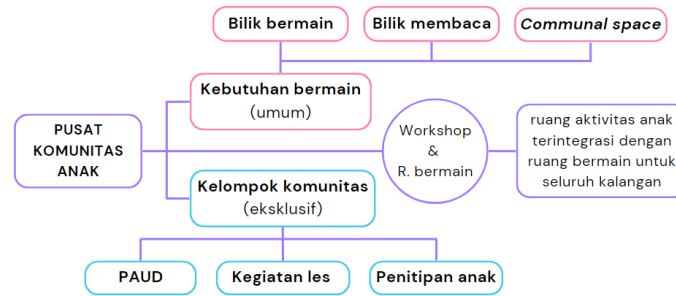 Bilik bermain
Bilik membaca
Communal space
Kebutuhan bermain
(umum)
PUSAT
KOMUNITAS
ANAK
Workshop
&
R. bermain
ruang aktivitas anak
terintegrasi dengan
ruang bermain untuk
seluruh kalangan
Kelompok komunitas
(eksklusif)
PAUD
Kegiatan les
Penitipan anak